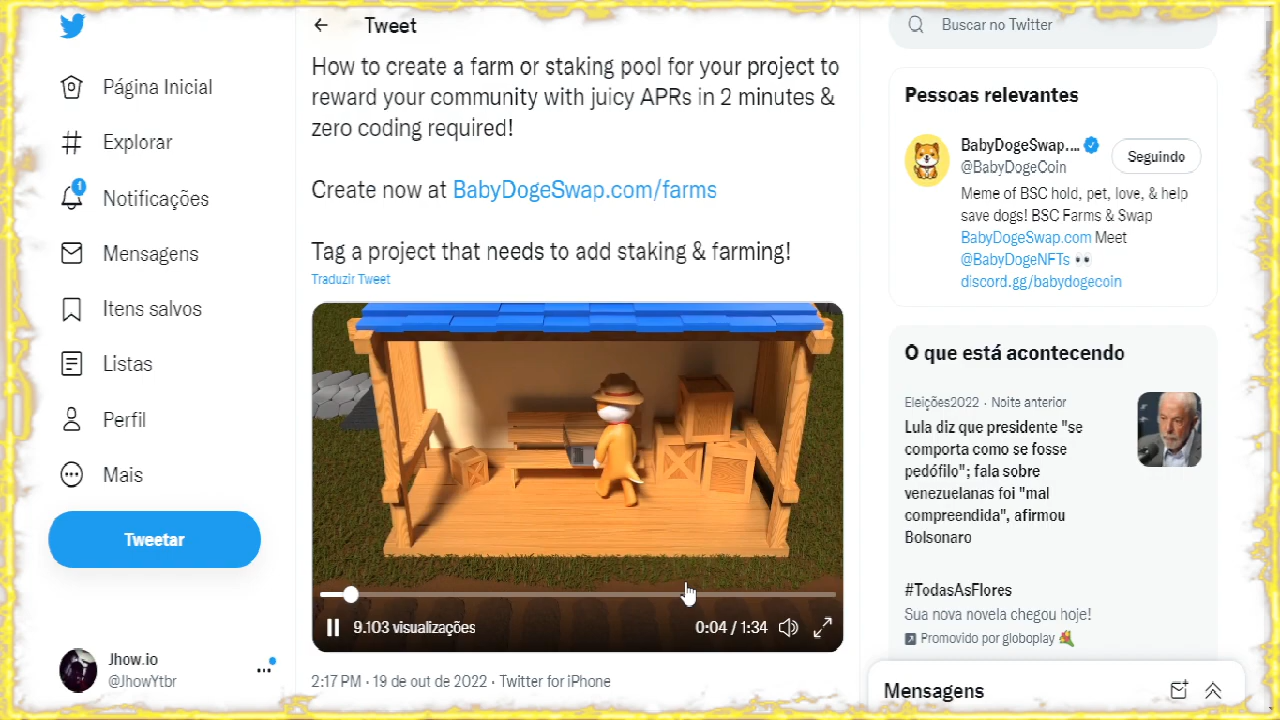 Tweet
Buscar no Twitter
Página Inicial
Explorar
1
Notificações
Mensagens
Itens salvos
Listas
Perfil
Mais
Tweetar
Jhow.io
@JhowYtbr
How to create a farm or staking pool for your project to
reward your community with juicy APRs in 2 minutes &
zero coding required!
Create now at BabyDogeSwap.com/farms
Tag a project that needs to add staking & farming!
Traduzir Tweet
9.103 visualizações
0:04 / 1:34
2:17 PM · 19 de out de 2022 · Twitter for iPhone
Pessoas relevantes
BabyDogeSwap....
@BabyDogeCoin
Seguindo
Meme of BSC hold, pet, love, & help
save dogs! BSC Farms & Swap
BabyDogeSwap.com Meet
@BabyDogeNFTs 👀
discord.gg/babydogecoin
O que está acontecendo
Eleições2022 · Noite anterior
Lula diz que presidente "se
comporta como se fosse
pedófilo"; fala sobre
venezuelanas foi "mal
compreendida", afirmou
Bolsonaro
#TodasAsFlores
Sua nova novela chegou hoje!
Promovido por globoplay
Mensagens